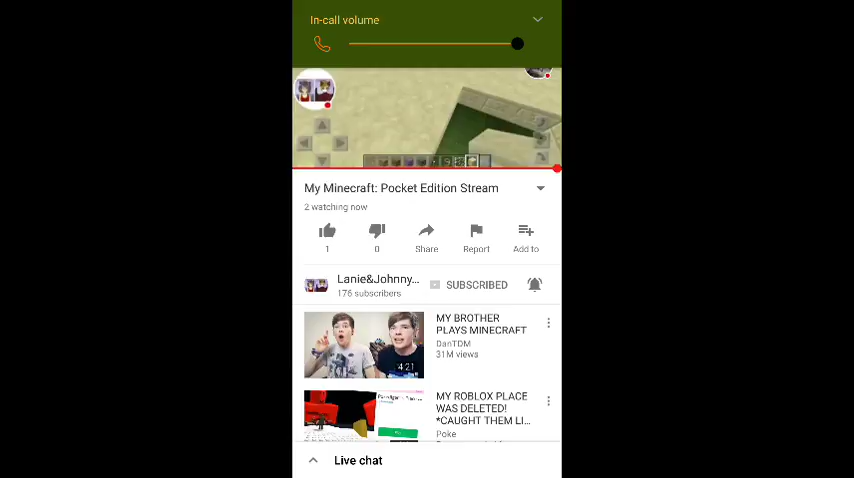 In-call volume
My Minecraft: Pocket Edition Stream
2 watching now
1
0
Share
Report
Add to
Lanie&Johnny...
SUBSCRIBED
176 subscribers
MY BROTHER
PLAYS MINECRAFT
DanTDM
31M views
4:21
MY ROBLOX PLACE
WAS DELETED!
*CAUGHT THEM LI...
Poke
Live chat